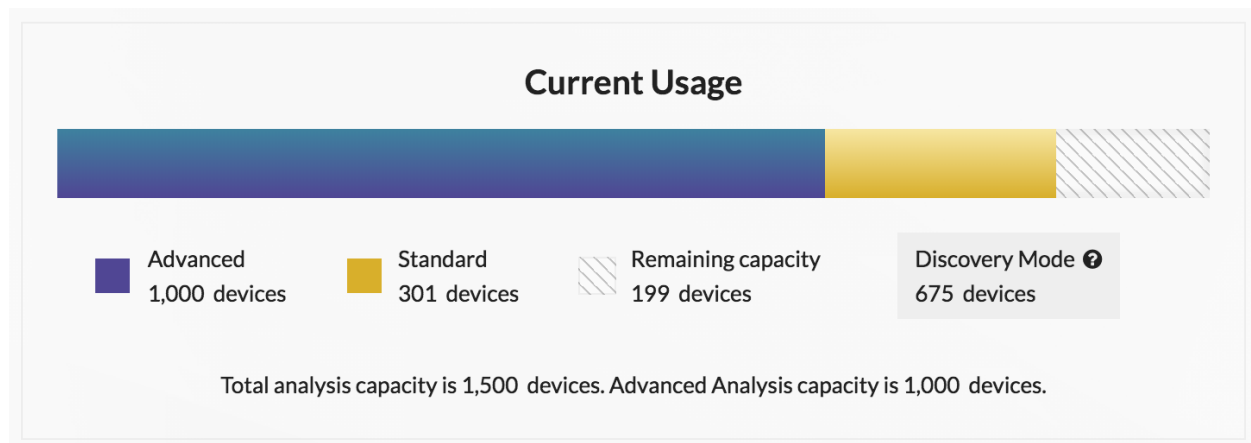 Current Usage
Advanced
1,000 devices
Standard
301 devices
Remaining capacity
199 devices
Discovery Mode ?
675 devices
Total analysis capacity is 1,500 devices. Advanced Analysis capacity is 1,000 devices.